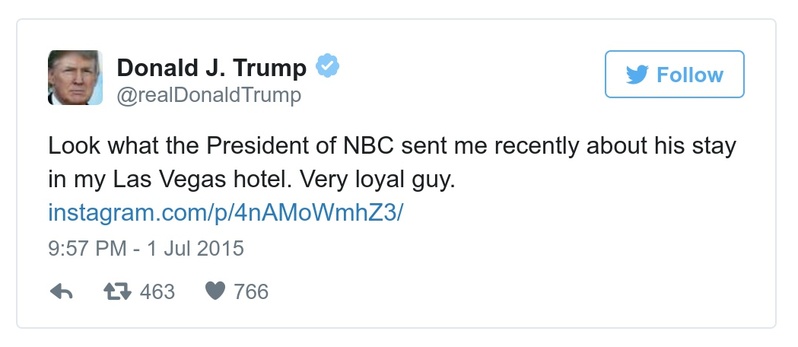 Donald J. Trump
@realDonaldTrump
Follow
Look what the President of NBC sent me recently about his stay
in my Las Vegas hotel. Very loyal guy.
instagram.com/p/4nAMoWmhZ3/
9:57 PM - 1 Jul 2015
463 766